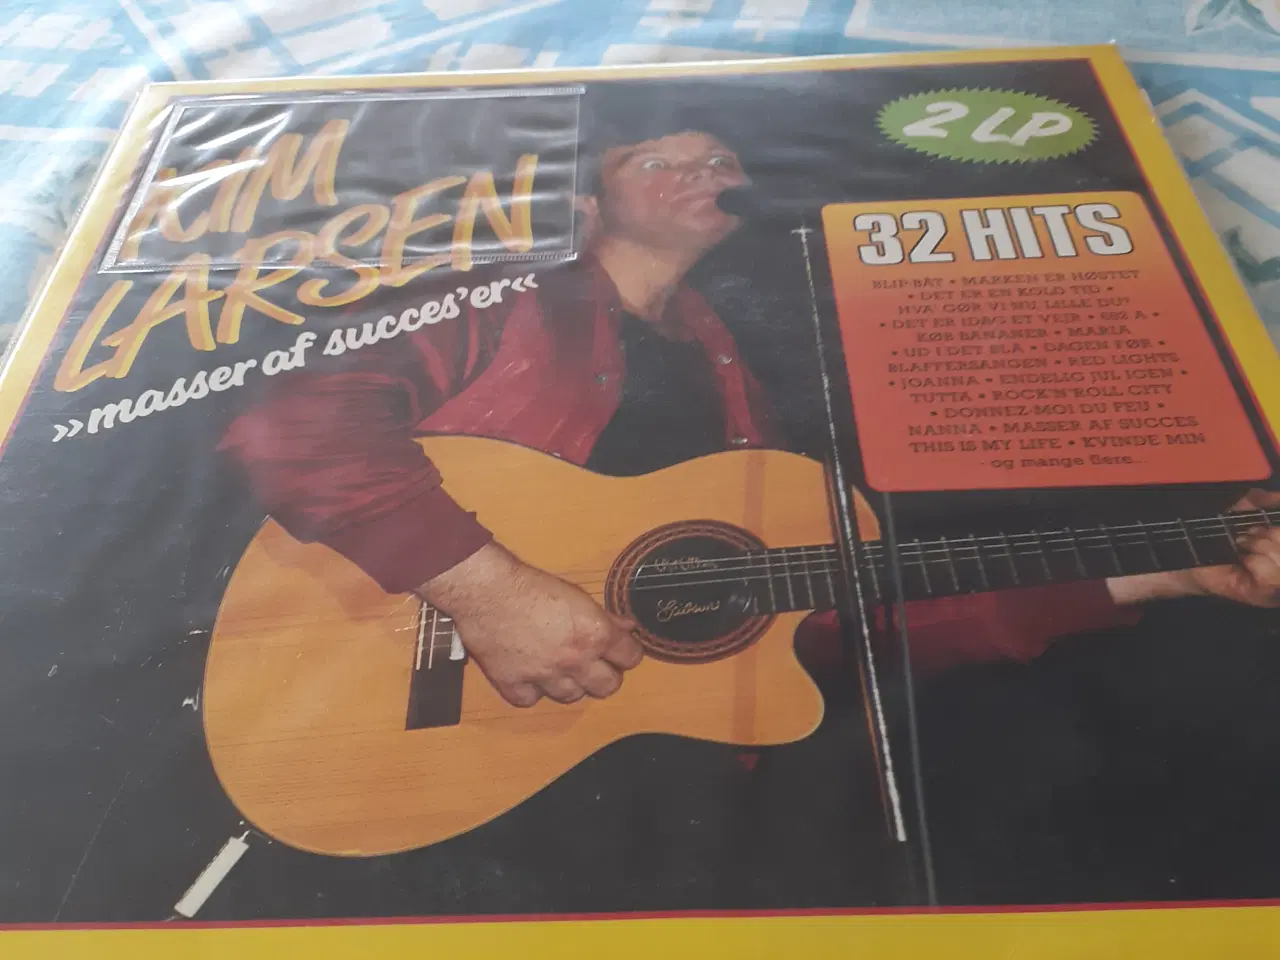 KIM
LARSEN
»masser af succes'er«
2 LP
32 HITS
BLIP-BÅT • MARKEN ER HØSTET
• DET ER EN KOLD TID •
HVA' GØR VI NU, LILLE DU?
• DET ER IDAG ET VEJR • 682 A •
KØB BANANER • MARIA
• UD I DET BLÅ • DAGEN FØR •
BLAFFERSANGEN • RED LIGHTS
• JOANNA • ENDELIG JUL IGEN •
TUTTA • ROCK'N'ROLL CITY
• DONNEZ-MOI DU FEU •
NANNA • MASSER AF SUCCES
THIS IS MY LIFE • KVINDE MIN
- og mange flere...
Gibson